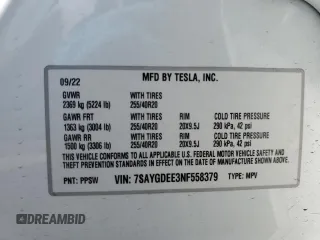 09/22 MFD BY TESLA, INC.
GVWR WITH TIRES
2369 kg (5224 lb) 255/40R20
GAWR FRT WITH TIRES RIM COLD TIRE PRESSURE
1363 kg (3004 lb) 255/40R20 20X9.5J 290 kPa, 42 psi
GAWR RR WITH TIRES RIM COLD TIRE PRESSURE
1500 kg (3306 lb) 255/40R20 20X9.5J 290 kPa, 42 psi
THIS VEHICLE CONFORMS TO ALL APPLICABLE U.S. FEDERAL MOTOR VEHICLE SAFETY AND
THEFT PREVENTION STANDARDS IN EFFECT ON THE DATE OF MANUFACTURE SHOWN ABOVE.
PNT: PPSW VIN: 7SAYGDEE3NF558379 TYPE: MPV
DREAMBID